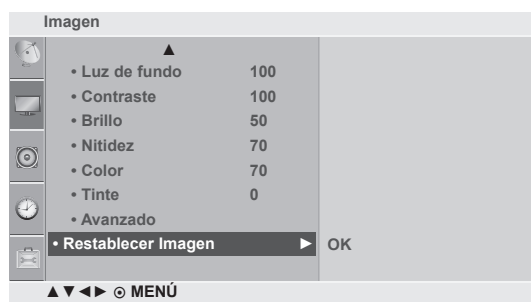 Imagen
▲
• Luz de fundo 100
• Contraste 100
• Brillo 50
• Nitidez 70
• Color 70
• Tinte 0
• Avanzado
• Restablecer Imagen ► OK
▲▼◄► ⊙ MENÚ